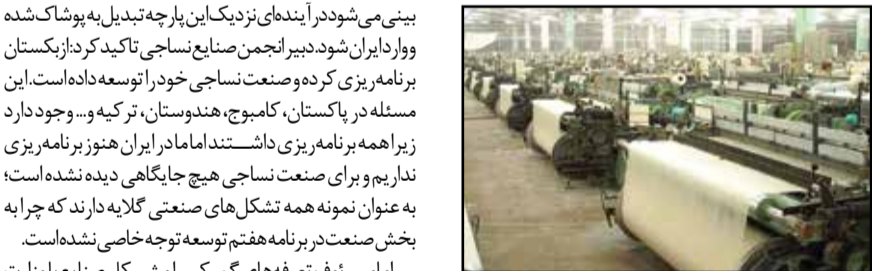 بینی می‌شود در آینده‌ای نزدیک این پارچه تبدیل به پوشاک شده
و وارد ایران شود. دبیر انجمن صنایع نساجی تاکید کرد: ازبکستان
برنامه‌ریزی کرده و صنعت نساجی خود را توسعه داده است. این
مسئله در پاکستان، کامبوج، هندوستان، ترکیه و... وجود دارد
زیرا همه برنامه‌ریزی داشتند اما ما در ایران هنوز برنامه‌ریزی
نداریم و برای صنعت نساجی هیچ جایگاهی دیده نشده است؛
به عنوان نمونه همه تشکل‌های صنعتی گلایه دارند که چرا به
بخش صنعت در برنامه هفتم توسعه توجه خاصی نشده است.